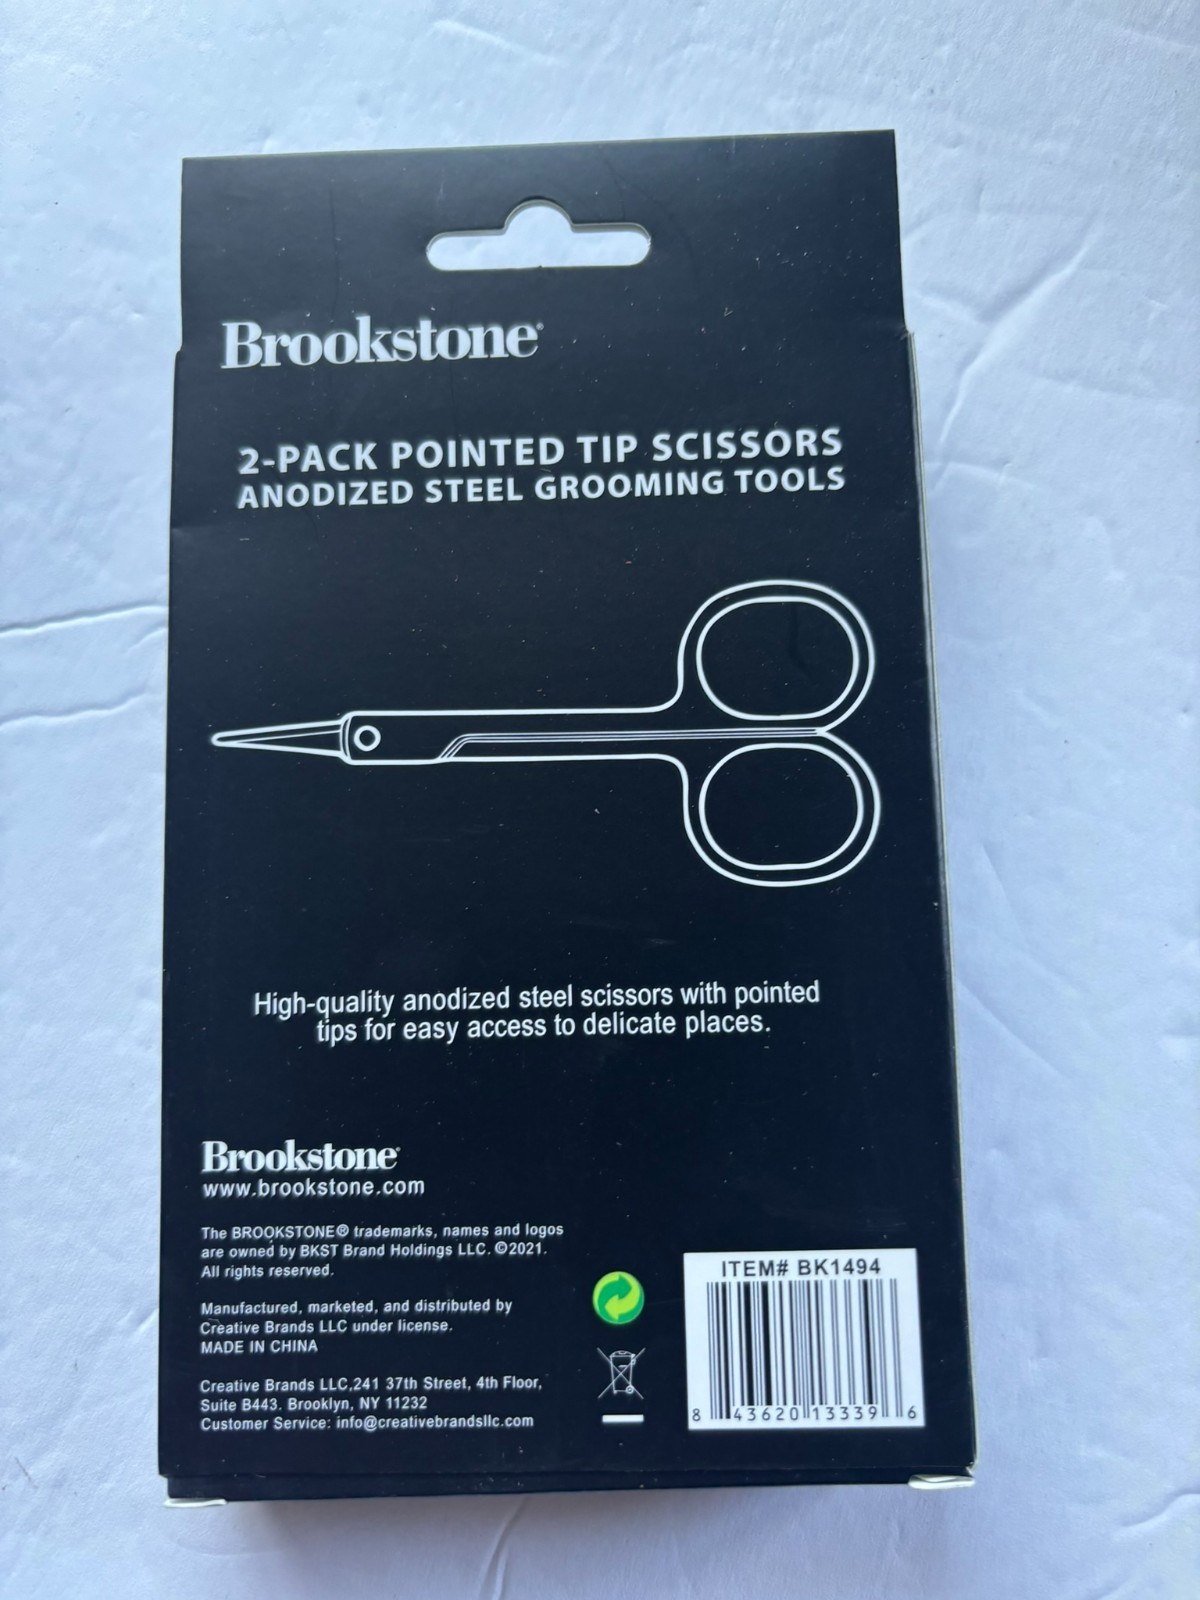 Brookstone®
2-PACK POINTED TIP SCISSORS
ANODIZED STEEL GROOMING TOOLS
High-quality anodized steel scissors with pointed
tips for easy access to delicate places.
Brookstone®
www.brookstone.com
The BROOKSTONE® trademarks, names and logos
are owned by BKST Brand Holdings LLC. ©2021.
All rights reserved.
Manufactured, marketed, and distributed by
Creative Brands LLC under license.
MADE IN CHINA
Creative Brands LLC,241 37th Street, 4th Floor,
Suite B443. Brooklyn, NY 11232
Customer Service: info@creativebrandsllc.com
ITEM# BK1494
8 43620 13339 6